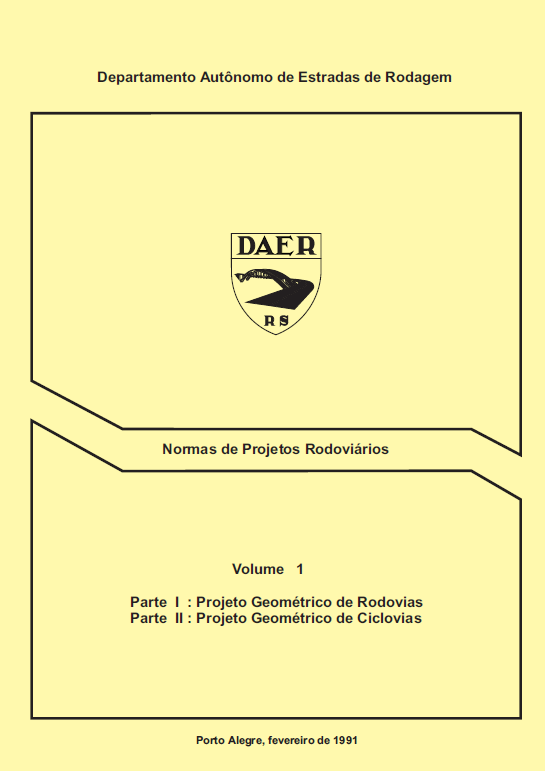 Departamento Autônomo de Estradas de Rodagem
DAER
RS
Normas de Projetos Rodoviários
Volume 1
Parte I : Projeto Geométrico de Rodovias
Parte II : Projeto Geométrico de Ciclovias
Porto Alegre, fevereiro de 1991